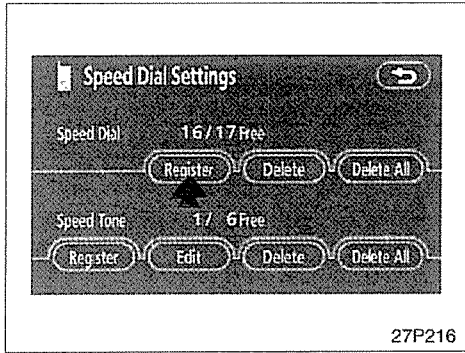 Speed Dial Settings
Speed Dial 16/17 Free
Register Delete Delete All
Speed Tone 1/ 6 Free
Register Edit Delete Delete All
27P216